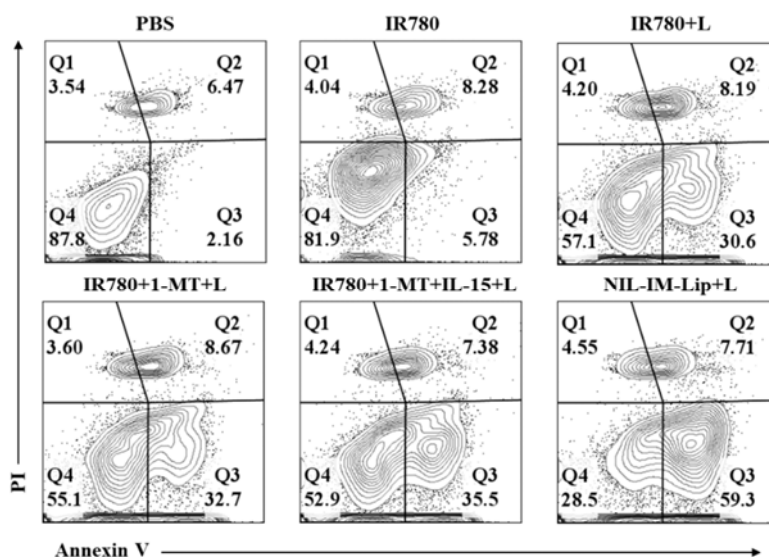 PBS
IR780
IR780+L
Q1
3.54
Q2
6.47
Q4
87.8
Q3
2.16
Q1
4.04
Q2
8.28
Q4
81.9
Q3
5.78
Q1
4.20
Q2
8.19
Q4
57.1
Q3
30.6
IR780+1-MT+L
IR780+1-MT+IL-15+L
NIL-IM-Lip+L
Q1
3.60
Q2
8.67
Q4
55.1
Q3
32.7
Q1
4.24
Q2
7.38
Q4
52.9
Q3
35.5
Q1
4.55
Q2
7.71
Q4
28.5
Q3
59.3
PI
Annexin V